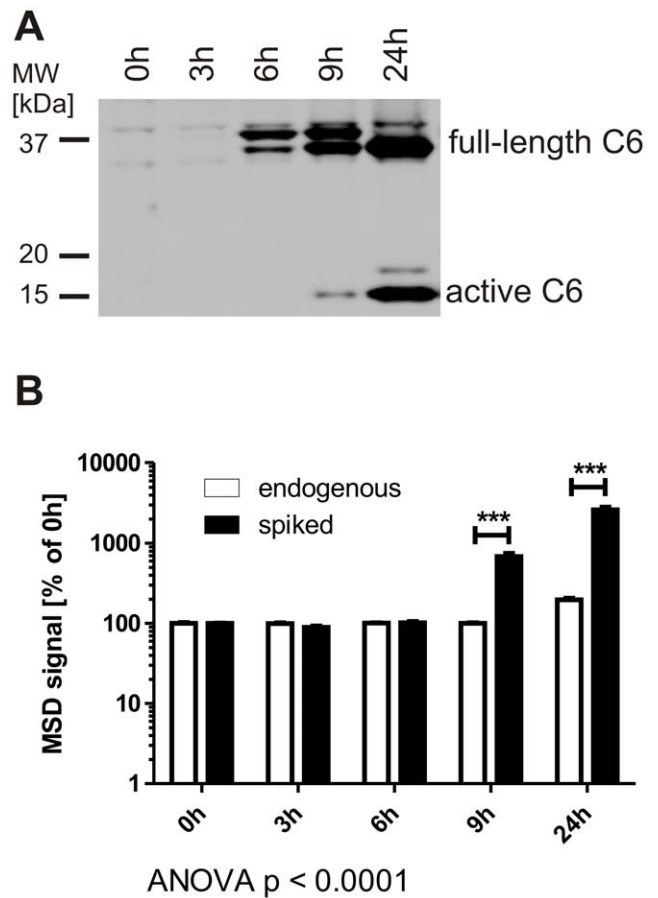 A
MW
[kDa]
0h 3h 6h 9h 24h
37
full-length C6
20
15
active C6
B
MSD signal [% of 0h]
10000
1000
100
10
1
endogenous
spiked
***
***
0h 3h 6h 9h 24h
ANOVA p < 0.0001